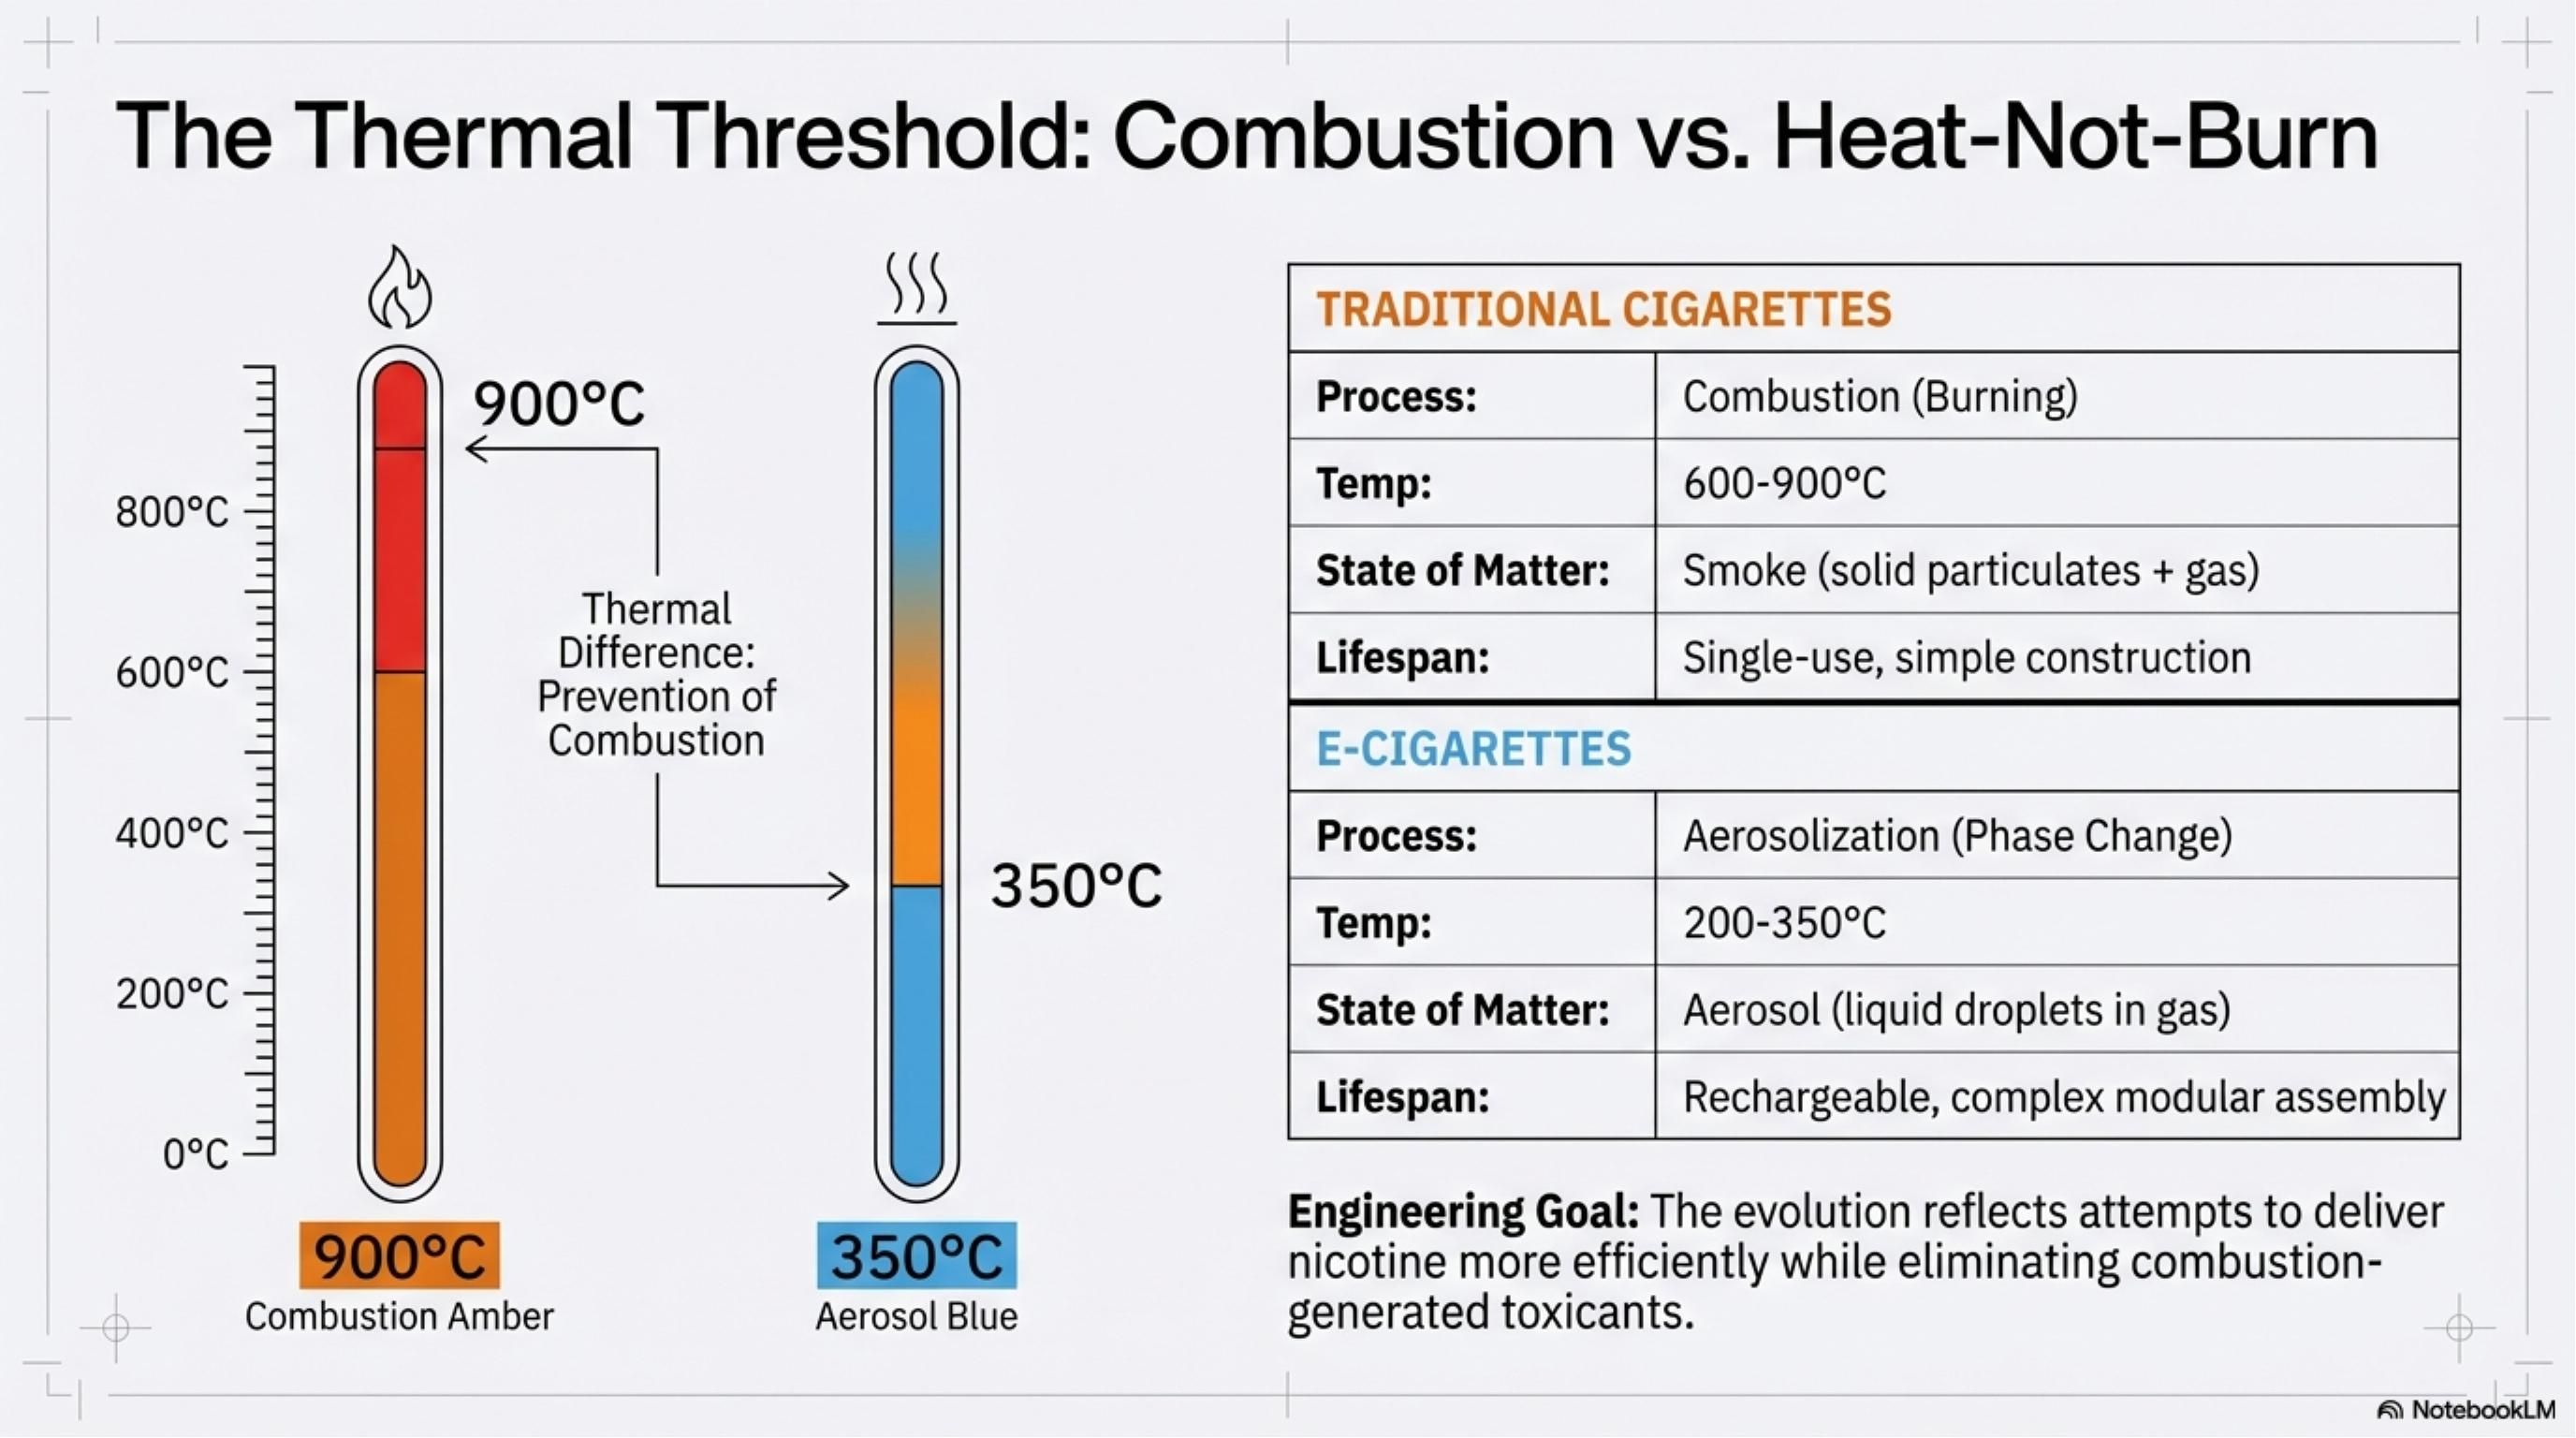 The Thermal Threshold: Combustion vs. Heat-Not-Burn
900°C
800°C
600°C
400°C
200°C
0°C
Thermal
Difference:
Prevention of
Combustion
350°C
900°C
Combustion Amber
350°C
Aerosol Blue
TRADITIONAL CIGARETTES
Process: Combustion (Burning)
Temp: 600-900°C
State of Matter: Smoke (solid particulates + gas)
Lifespan: Single-use, simple construction
E-CIGARETTES
Process: Aerosolization (Phase Change)
Temp: 200-350°C
State of Matter: Aerosol (liquid droplets in gas)
Lifespan: Rechargeable, complex modular assembly
Engineering Goal: The evolution reflects attempts to deliver
nicotine more efficiently while eliminating combustion-
generated toxicants.
NotebookLM